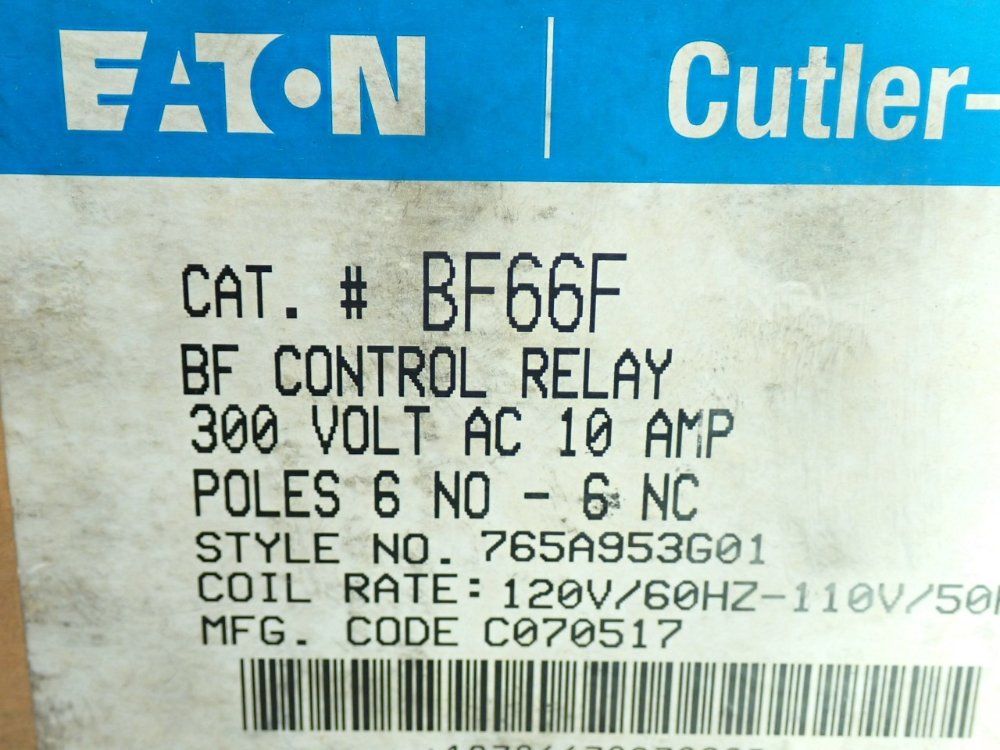 EATON | Cutler-
CAT. # BF66F
BF CONTROL RELAY
300 VOLT AC 10 AMP
POLES 6 NO - 6 NC
STYLE NO. 765A953G01
COIL RATE: 120V/60HZ-110V/50H
MFG. CODE C070517